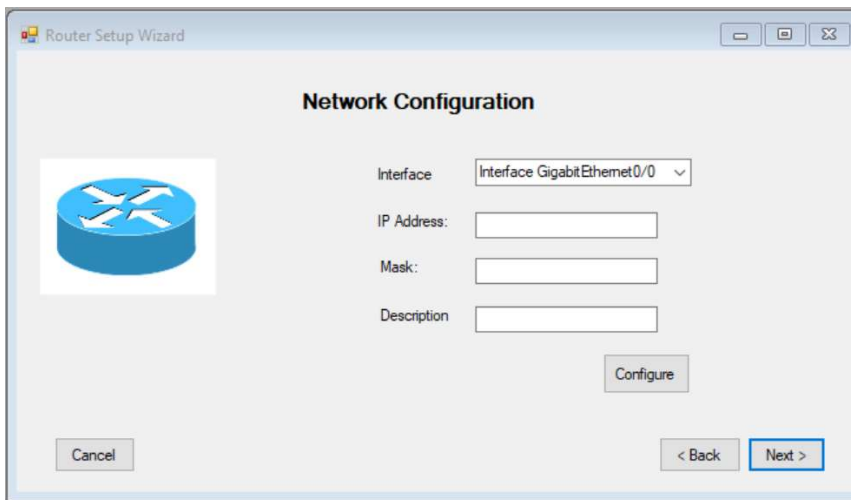 Router Setup Wizard
Network Configuration
Interface
Interface GigabitEthernet0/0
IP Address:
Mask:
Description
Configure
Cancel
< Back
Next >